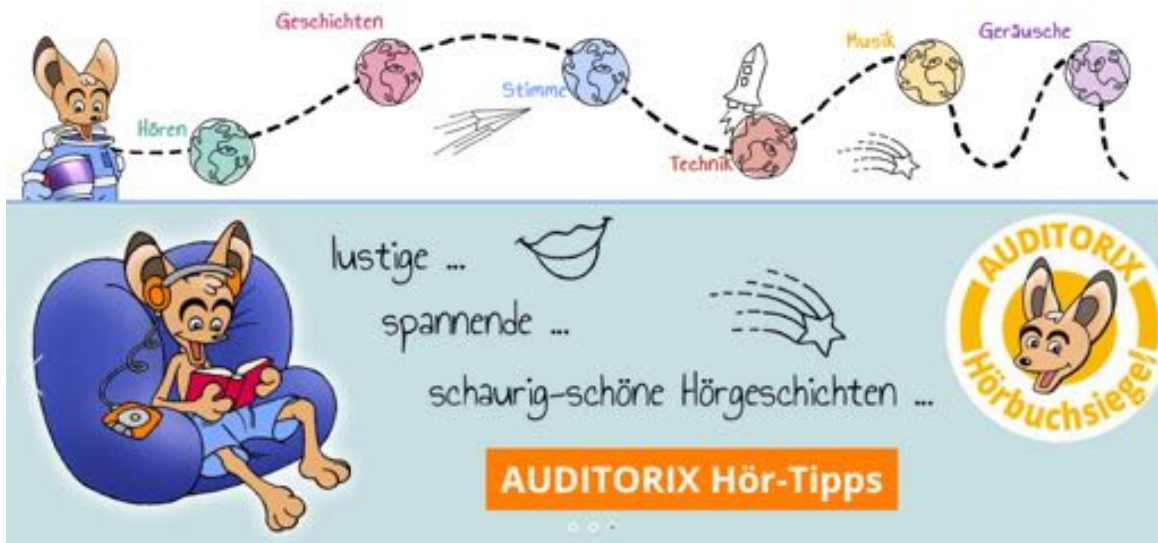 Geschichten
Hören
Stimme
Technik
Musik
Geräusche
lustige ...
spannende ...
schaurig-schöne Hörgeschichten ...
AUDITORIX
Hörbuchsiegel
AUDITORIX Hör-Tipps